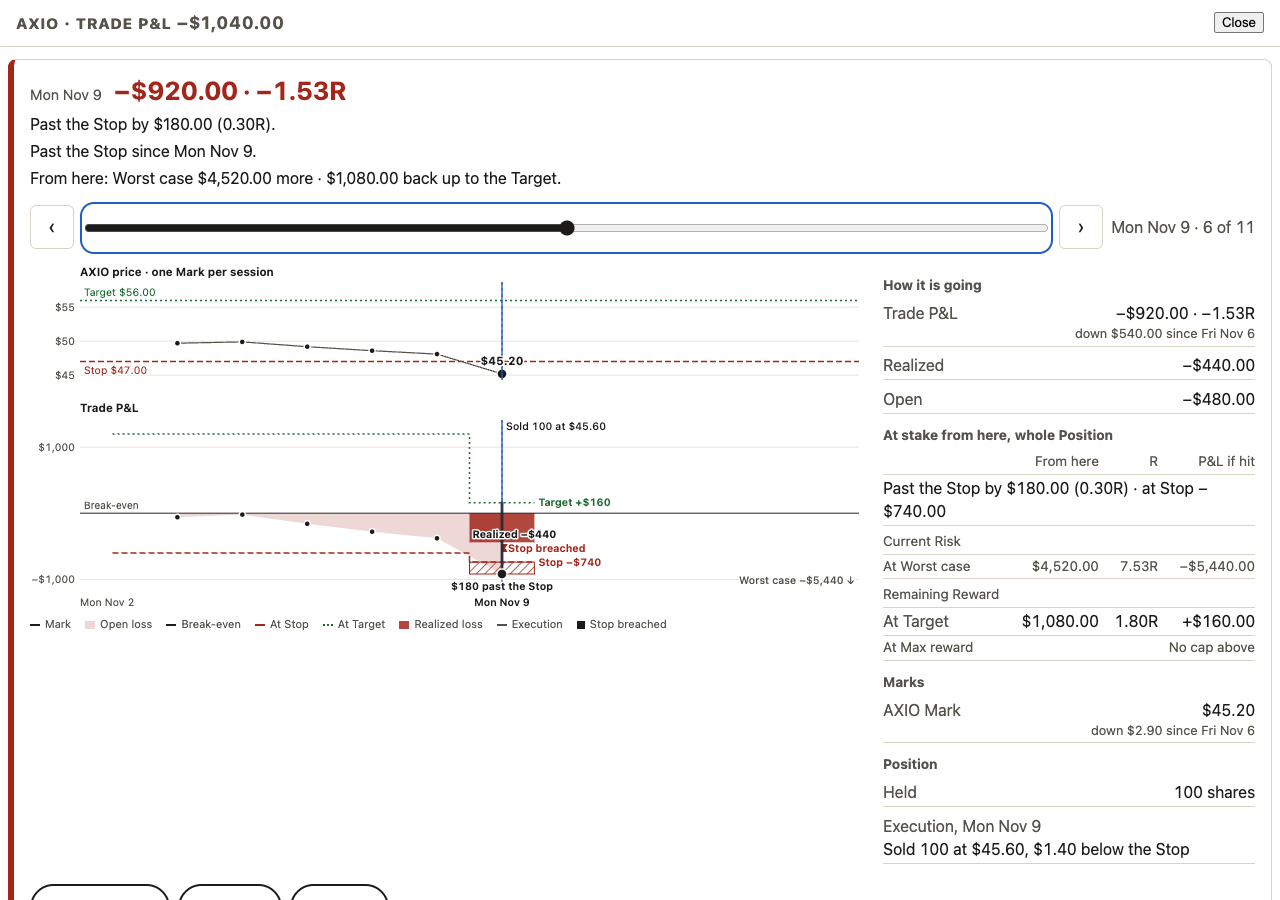 AXIO · TRADE P&L −$1,040.00
Close
Mon Nov 9 −$920.00 · −1.53R
Past the Stop by $180.00 (0.30R).
Past the Stop since Mon Nov 9.
From here: Worst case $4,520.00 more · $1,080.00 back up to the Target.
‹
›
Mon Nov 9 · 6 of 11
AXIO price · one Mark per session
Target $56.00
$55
$50
$45.20
Stop $47.00
$45
Trade P&L
Sold 100 at $45.60
$1,000
Target +$160
Break-even
Realized −$440
Stop breached
Stop −$740
−$1,000
Worst case −$5,440 ↓
$180 past the Stop
Mon Nov 2
Mon Nov 9
Mark Open loss Break-even At Stop At Target Realized loss Execution Stop breached
How it is going
Trade P&L −$920.00 · −1.53R
down $540.00 since Fri Nov 6
Realized −$440.00
Open −$480.00
At stake from here, whole Position
From here R P&L if hit
Past the Stop by $180.00 (0.30R) · at Stop −
$740.00
Current Risk
At Worst case $4,520.00 7.53R −$5,440.00
Remaining Reward
At Target $1,080.00 1.80R +$160.00
At Max reward No cap above
Marks
AXIO Mark $45.20
down $2.90 since Fri Nov 6
Position
Held 100 shares
Execution, Mon Nov 9
Sold 100 at $45.60, $1.40 below the Stop